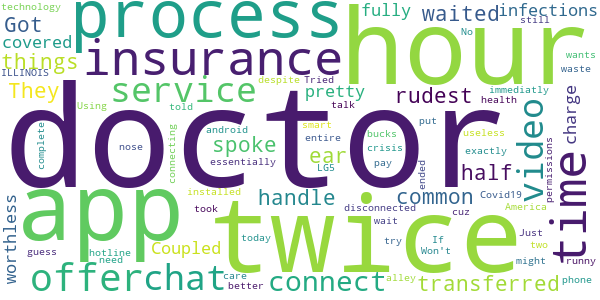 technology
process
hour
fully
waited
infections
still
Got
covered
insurance
No
wants
things
ILLINOIS
service
despite
Tried
pretty
immediatly
waste
They
Using
told
talk
rudest
health
doctor
android
bucks
smart
put
video
charge
complete
nose
connecting
spoke
entire
crisis
exactly
useless
essentially
ear
LG5
pay
half
time
permissions
worthless
app
installed
ended
Covid19
took
handle
common
America
twice
disconnected
cuz
Coupled
today
wait
If
Just
two
guess
hotline
try
Won't
might
runny
need
care
alley
offerchat
better
connect
transferred
phone